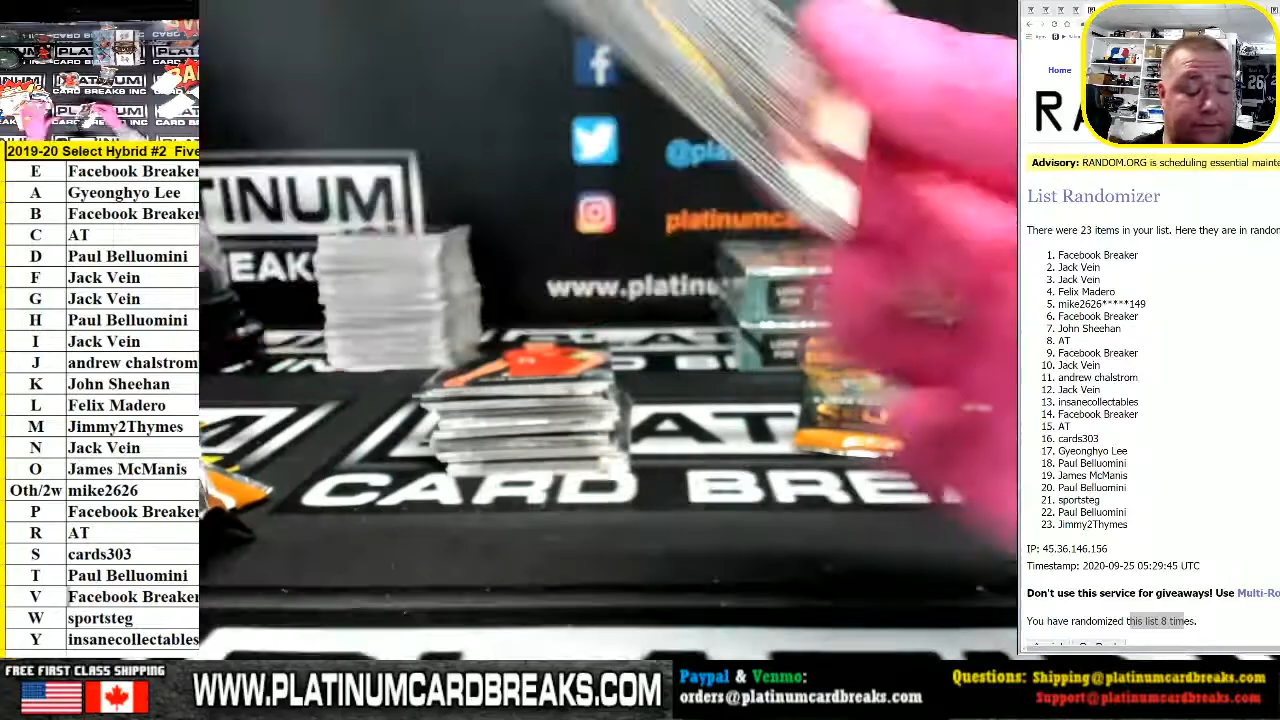 2019-20 Select Hybrid #2 Five
E Facebook Breaker
A Gyeonghyo Lee
B Facebook Breaker
C AT
D Paul Belluomini
F Jack Vein
G Jack Vein
H Paul Belluomini
I Jack Vein
J andrew chalstrom
K John Sheehan
L Felix Madero
M Jimmy2Thymes
N Jack Vein
O James McManis
Oth/2w mike2626
P Facebook Breaker
R AT
S cards303
T Paul Belluomini
V Facebook Breaker
W sportsteg
Y insanecollectables
TINUM
BREAKS
@pla
platinumca
www.platinu
LOOK
CARD BREA
Home
RA
Advisory: RANDOM.ORG is scheduling essential maint
List Randomizer
There were 23 items in your list. Here they are in randor
1. Facebook Breaker
2. Jack Vein
3. Jack Vein
4. Felix Madero
5. mike2626*****149
6. Facebook Breaker
7. John Sheehan
8. AT
9. Facebook Breaker
10. Jack Vein
11. andrew chalstrom
12. Jack Vein
13. insanecollectables
14. Facebook Breaker
15. AT
16. cards303
17. Gyeonghyo Lee
18. Paul Belluomini
19. James McManis
20. Paul Belluomini
21. sportsteg
22. Paul Belluomini
23. Jimmy2Thymes
IP: 45.36.146.156
Timestamp: 2020-09-25 05:29:45 UTC
Don't use this service for giveaways! Use Multi-Ro
You have randomized this list 8 times.
FREE FIRST CLASS SHIPPING
WWW.PLATINUMCARDBREAKS.COM
Paypal & Venmo:
orders@platinumcardbreaks.com
Questions: Shipping@platinumcardbreaks.com
Support@platinumcardbreaks.com